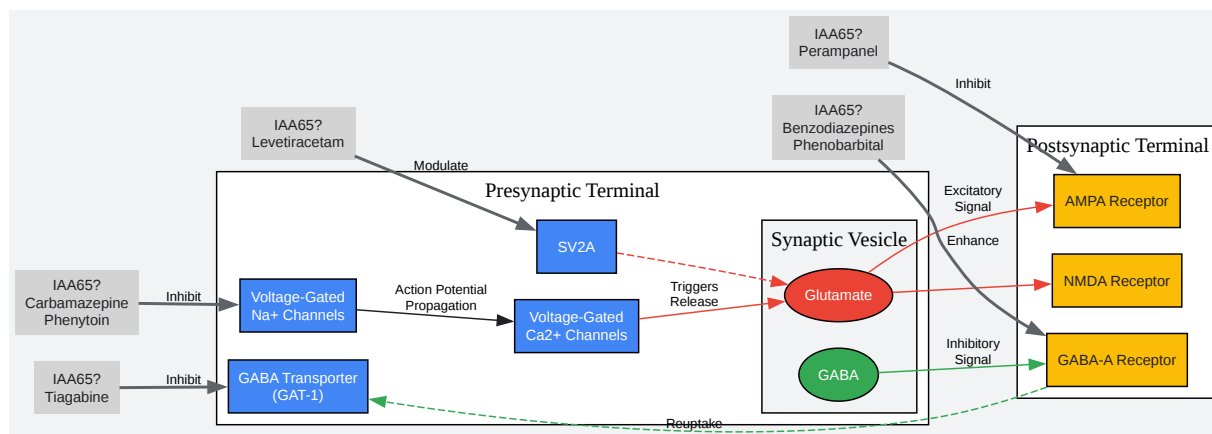 IAA65?
Perampanel
Inhibit
IAA65?
Benzodiazepines
Phenobarbital
IAA65?
Levetiracetam
Modulate
Postsynaptic Terminal
Presynaptic Terminal
AMPA Receptor
Excitatory
Signal
Synaptic Vesicle
SV2A
Enhance
IAA65?
Carbamazepine
Phenytoin
Inhibit
Voltage-Gated
Na+ Channels
Action Potential
Propagation
Voltage-Gated
Ca2+ Channels
Triggers
Release
Glutamate
NMDA Receptor
IAA65?
Tiagabine
Inhibit
GABA Transporter
(GAT-1)
GABA
Inhibitory
Signal
GABA-A Receptor
Reuptake